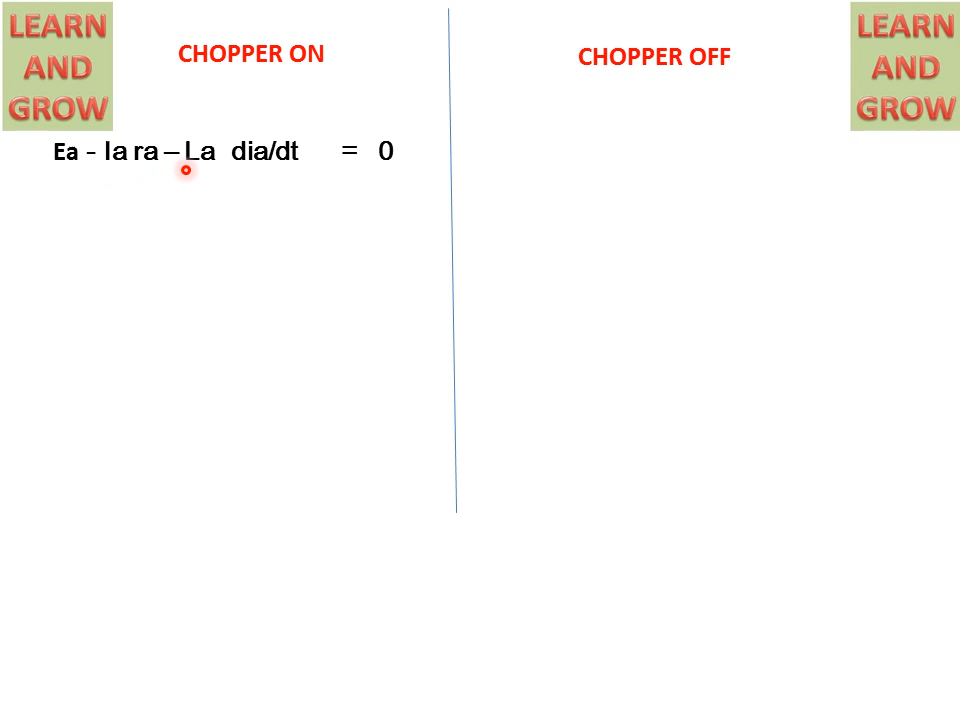 LEARN
AND
GROW
CHOPPER ON
CHOPPER OFF
LEARN
AND
GROW
Ea - Ia ra – La dia/dt = 0